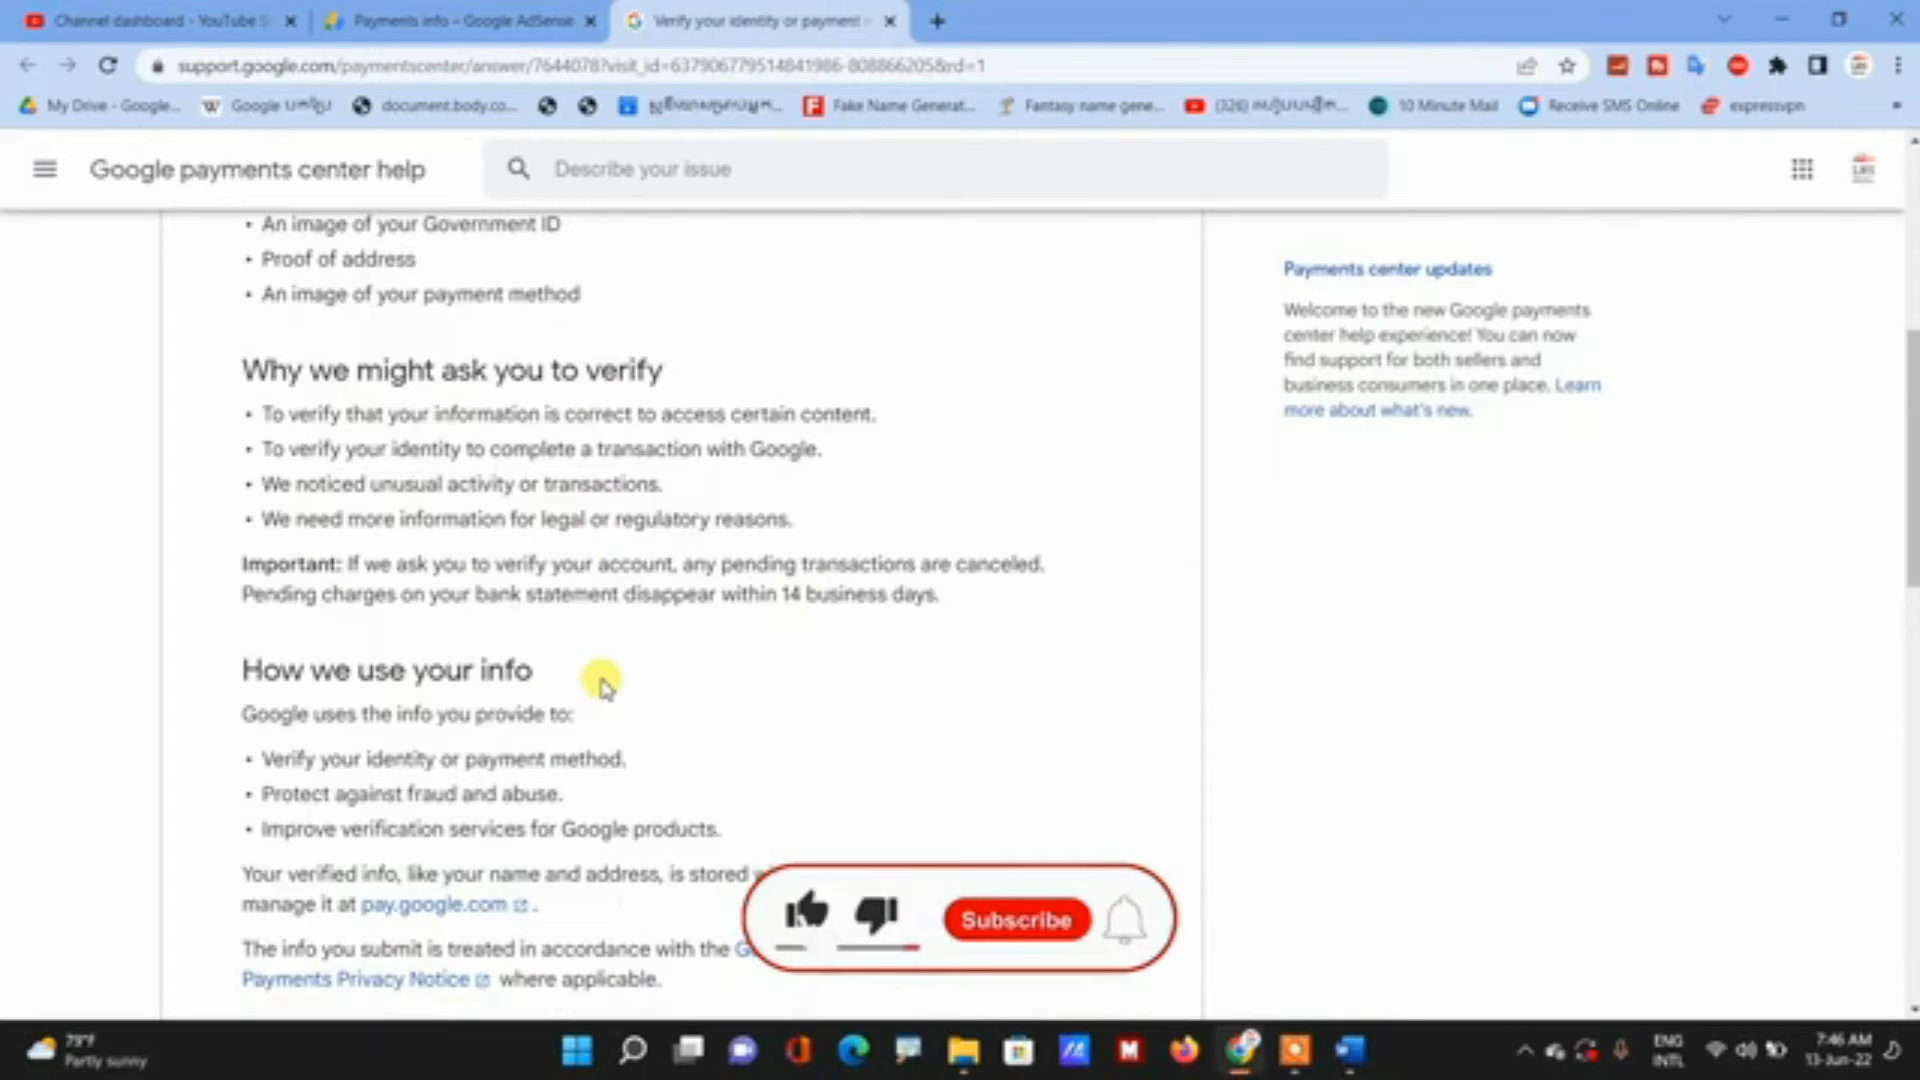 Channel dashboard - YouTube S
Payments info – Google AdSense
Verify your identity or payment
support.google.com/paymentscenter/answer/7644078?visit_id=637906779514841986-808866205&rd=1
My Drive - Google...
Google
document.body.co...
Fake Name Generat...
Fantasy name gene...
(326)
10 Minute Mail
Receive SMS Online
expressvpn
Google payments center help
Describe your issue
• An image of your Government ID
• Proof of address
• An image of your payment method
Why we might ask you to verify
• To verify that your information is correct to access certain content.
• To verify your identity to complete a transaction with Google.
• We noticed unusual activity or transactions.
• We need more information for legal or regulatory reasons.
Important: If we ask you to verify your account, any pending transactions are canceled.
Pending charges on your bank statement disappear within 14 business days.
How we use your info
Google uses the info you provide to:
• Verify your identity or payment method.
• Protect against fraud and abuse.
• Improve verification services for Google products.
Your verified info, like your name and address, is stored
manage it at pay.google.com.
The info you submit is treated in accordance with the
Payments Privacy Notice where applicable.
Payments center updates
Welcome to the new Google payments
center help experience! You can now
find support for both sellers and
business consumers in one place. Learn
more about what's new.
Subscribe
79°F
Partly sunny
ENG
INTL
7:46 AM
13-Jun-22